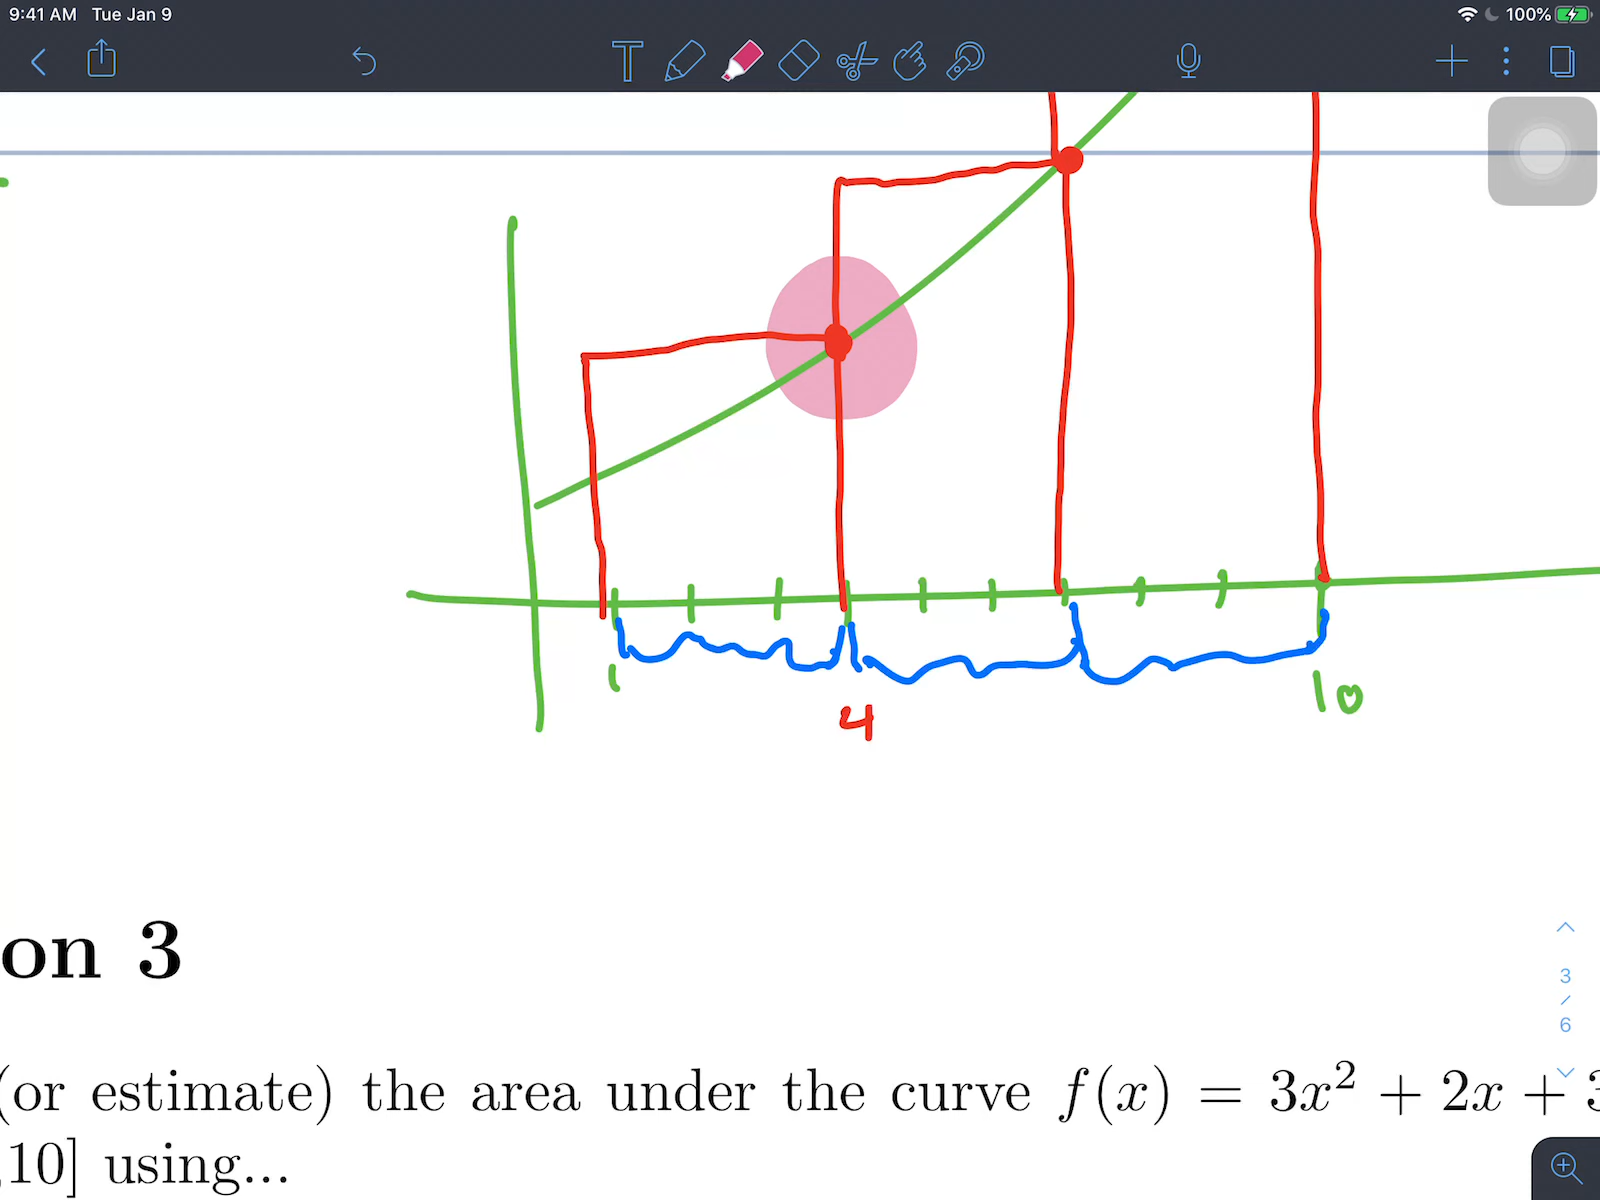 9:41 AM Tue Jan 9 100%
T
1
4
10
on 3
3
/
6
(or estimate) the area under the curve f(x) = 3x² + 2x + 3
,10] using...